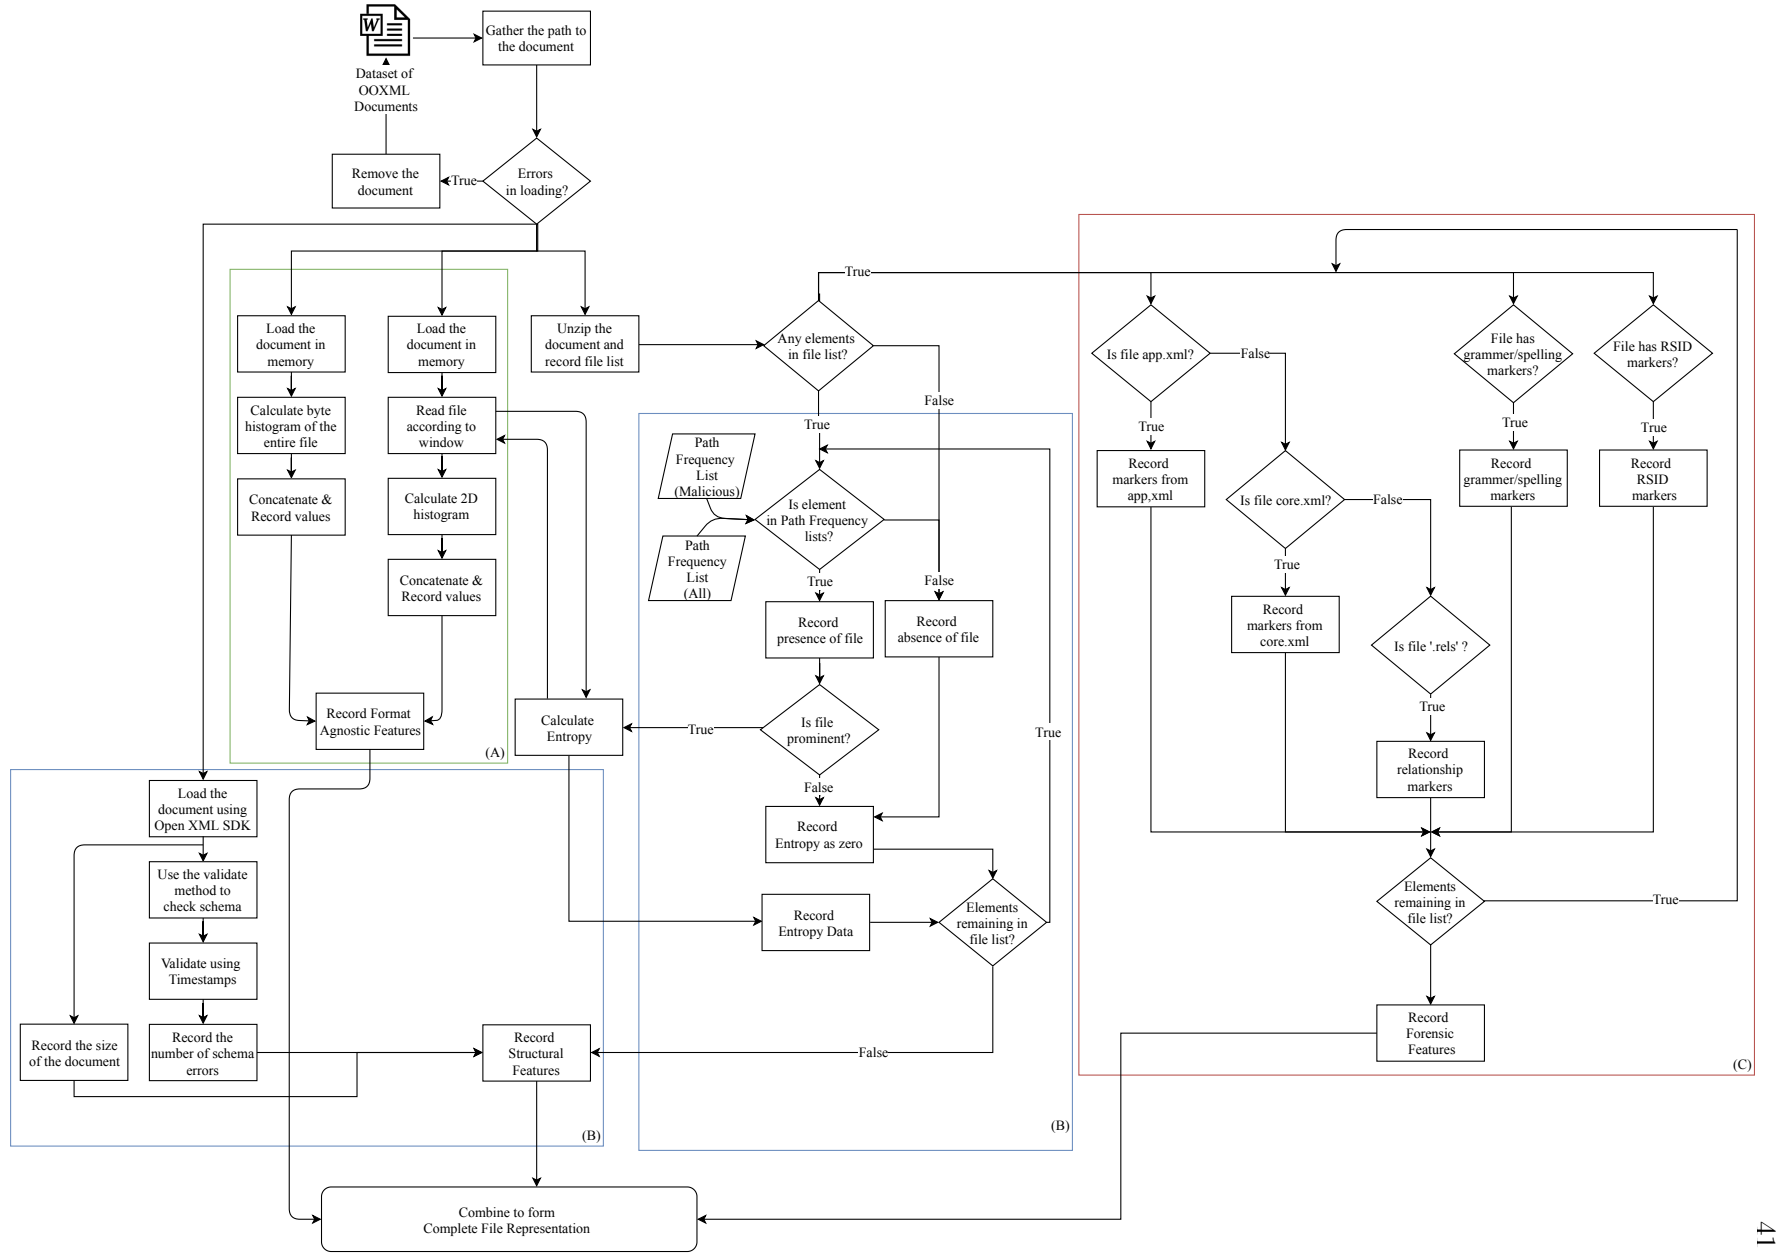 W
Gather the path to
the document
Dataset of
OOXML
Documents
Remove the
document
True
Errors
in loading?
Load the
document in
memory
Load the
document in
memory
Unzip the
document and
record file list
Any elements
in file list?
True
False
True
Calculate byte
histogram of the
entire file
Read file
according to
window
Concatenate &
Record values
Calculate 2D
histogram
Concatenate &
Record values
Record Format
Agnostic Features
(A)
Calculate
Entropy
Path
Frequency
List
(Malicious)
Path
Frequency
List
(All)
Is element
in Path Frequency
lists?
True
False
Record
presence of file
Record
absence of file
Is file
prominent?
True
False
True
Record
Entropy as zero
Record
Entropy Data
Elements
remaining in
file list?
False
(B)
Load the
document using
Open XML SDK
Use the validate
method to
check schema
Validate using
Timestamps
Record the size
of the document
Record the
number of schema
errors
Record
Structural
Features
(B)
Is file app.xml?
False
True
Record
markers from
app,xml
Is file core.xml?
False
True
Record
markers from
core.xml
Is file '.rels' ?
True
Record
relationship
markers
File has
grammer/spelling
markers?
True
Record
grammer/spelling
markers
File has RSID
markers?
True
Record
RSID
markers
Elements
remaining in
file list?
True
Record
Forensic
Features
(C)
Combine to form
Complete File Representation
41